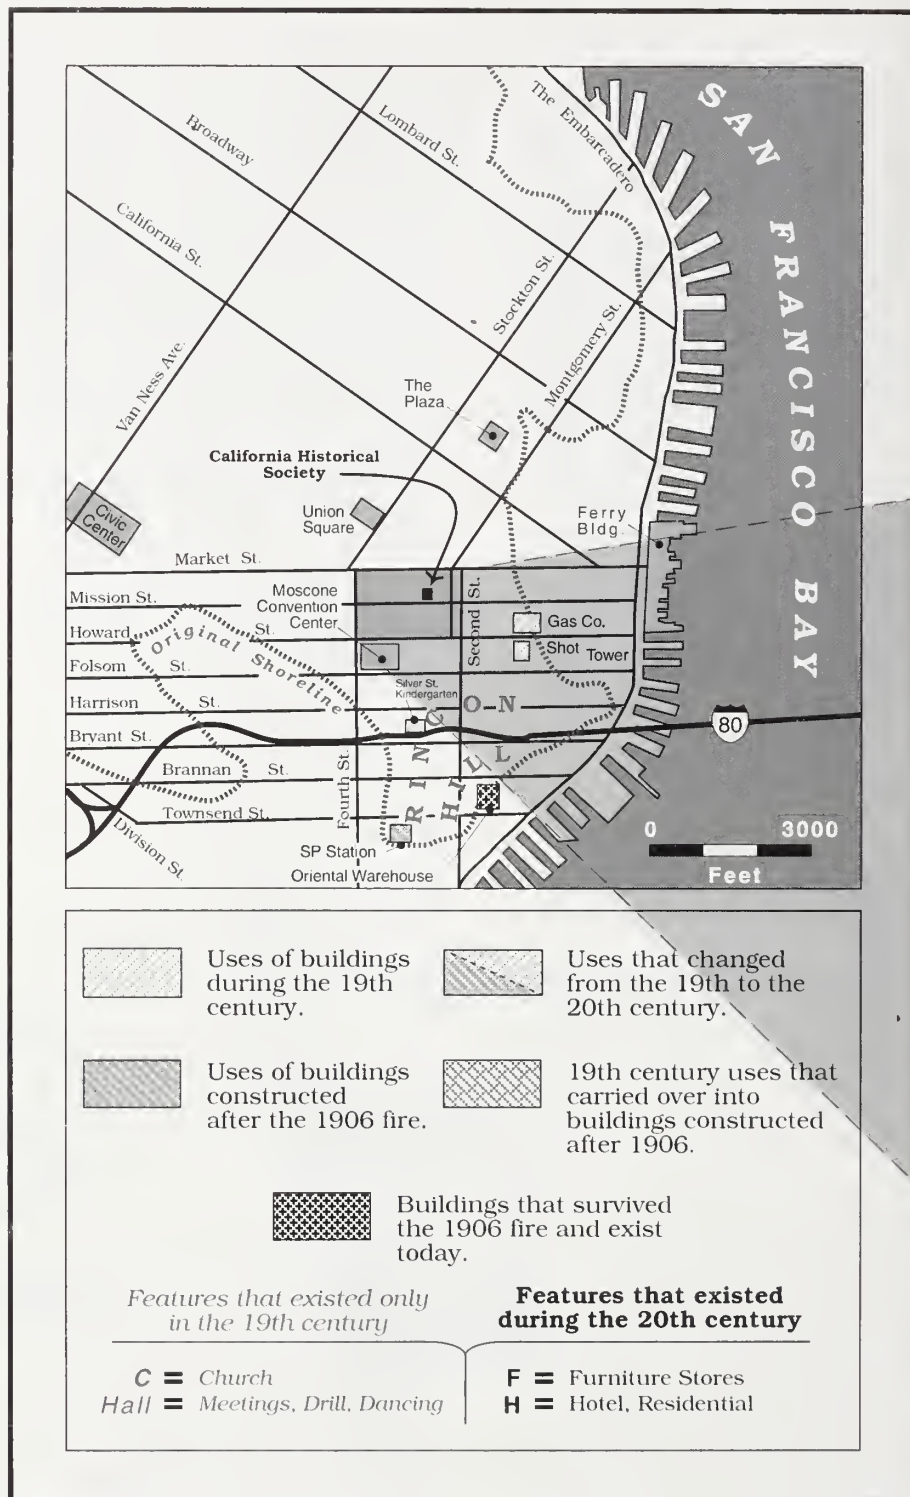 SAN FRANCISCO BAY
The Embarcadero
Lombard St.
Broadway
California St.
Stockton St.
Montgomery St.
Van Ness Ave.
The
Plaza
California Historical
Society
Civic
Center
Union
Square
Ferry
Bldg.
Market St.
Mission St.
Moscone
Convention
Center
Second St.
Gas Co.
Howard St.
Original Shoreline
Shot Tower
Folsom St.
Silver St.
Kindergarten
Harrison St.
RINCON
HILL
80
Bryant St.
Brannan St.
Fourth St.
Townsend St.
Division St.
SP Station
Oriental Warehouse
0 3000
Feet
Uses of buildings
during the 19th
century.
Uses that changed
from the 19th to the
20th century.
Uses of buildings
constructed
after the 1906 fire.
19th century uses that
carried over into
buildings constructed
after 1906.
Buildings that survived
the 1906 fire and exist
today.
Features that existed only
in the 19th century
C = Church
Hall = Meetings, Drill, Dancing
Features that existed
during the 20th century
F = Furniture Stores
H = Hotel, Residential